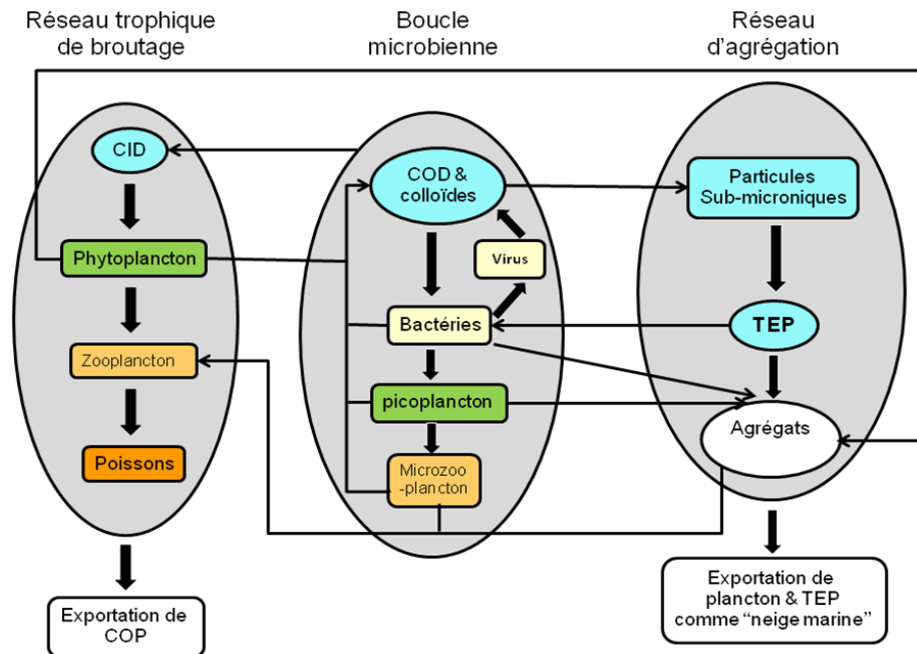 Réseau trophique
de broutage
Boucle
microbienne
Réseau
d'agrégation
CID
Phytoplancton
Zooplancton
Poissons
Exportation de
COP
COD &
colloïdes
Virus
Bactéries
picoplancton
Microzoo
-plancton
Particules
Sub-microniques
TEP
Agrégats
Exportation de
plancton & TEP
comme "neige marine"